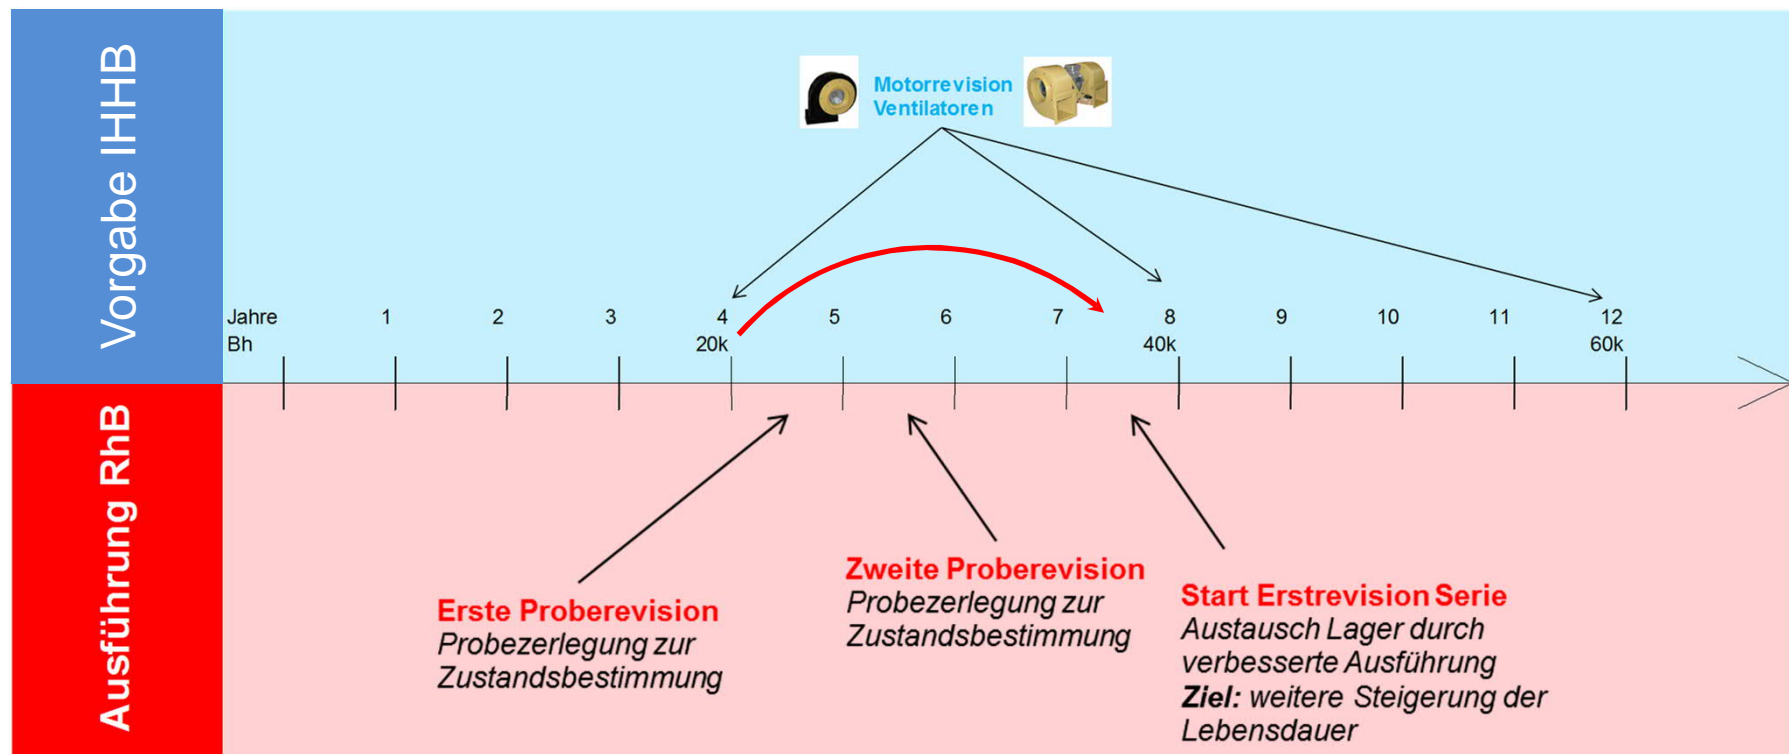 Vorgabe IHHB
Motorrevision
Ventilatoren
Jahre 1 2 3 4 5 6 7 8 9 10 11 12
Bh 20k 40k 60k
Ausführung RhB
Erste Proberevision
Probezerlegung zur
Zustandsbestimmung
Zweite Proberevision
Probezerlegung zur
Zustandsbestimmung
Start Erstrevision Serie
Austausch Lager durch
verbesserte Ausführung
Ziel: weitere Steigerung der
Lebensdauer